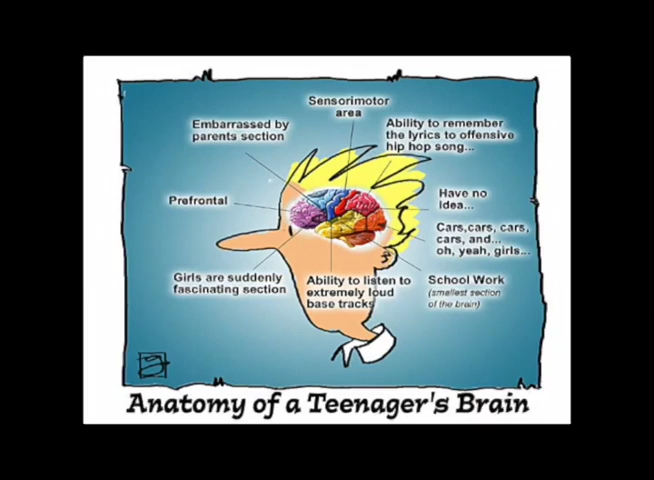 Sensorimotor
area
Embarrassed by
parents section
Ability to remember
the lyrics to offensive
hip hop song...
Prefrontal
Have no
idea...
Cars,cars, cars,
cars, and...
oh, yeah, girls...
Girls are suddenly
fascinating section
Ability to listen to
extremely loud
base tracks
School Work
(smallest section
of the brain)
Anatomy of a Teenager's Brain